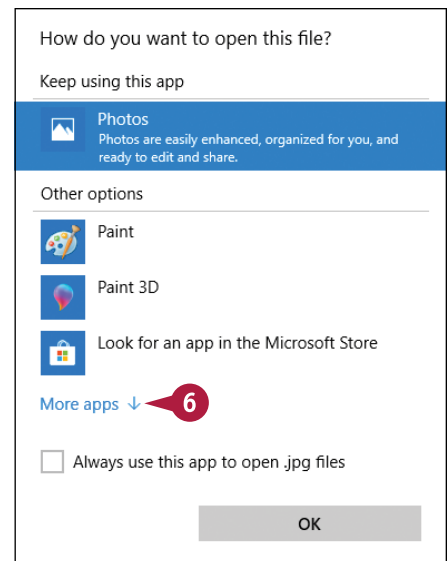 How do you want to open this file?
Keep using this app
Photos
Photos are easily enhanced, organized for you, and
ready to edit and share.
Other options
Paint
Paint 3D
Look for an app in the Microsoft Store
More apps ↓ 6
Always use this app to open .jpg files
OK